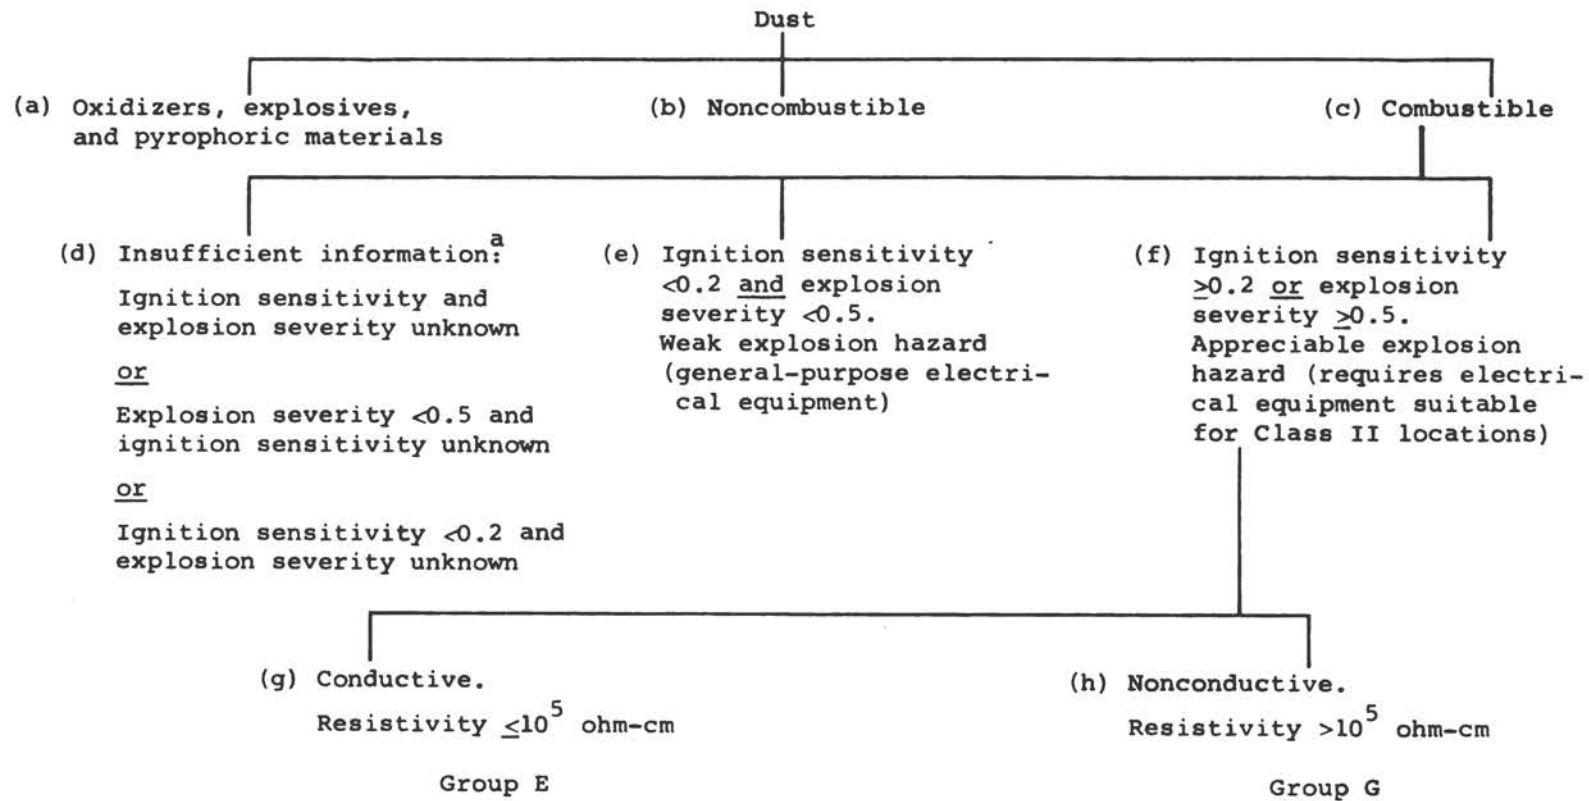 Dust
(a) Oxidizers, explosives,
and pyrophoric materials
(b) Noncombustible
(c) Combustible
(d) Insufficient information:a
Ignition sensitivity and
explosion severity unknown
or
Explosion severity <0.5 and
ignition sensitivity unknown
or
Ignition sensitivity <0.2 and
explosion severity unknown
(e) Ignition sensitivity
<0.2 and explosion
severity <0.5.
Weak explosion hazard
(general-purpose electri-
cal equipment)
(f) Ignition sensitivity
≥0.2 or explosion
severity ≥0.5.
Appreciable explosion
hazard (requires electri-
cal equipment suitable
for Class II locations)
(g) Conductive.
Resistivity ≤10^5 ohm-cm
Group E
(h) Nonconductive.
Resistivity >10^5 ohm-cm
Group G